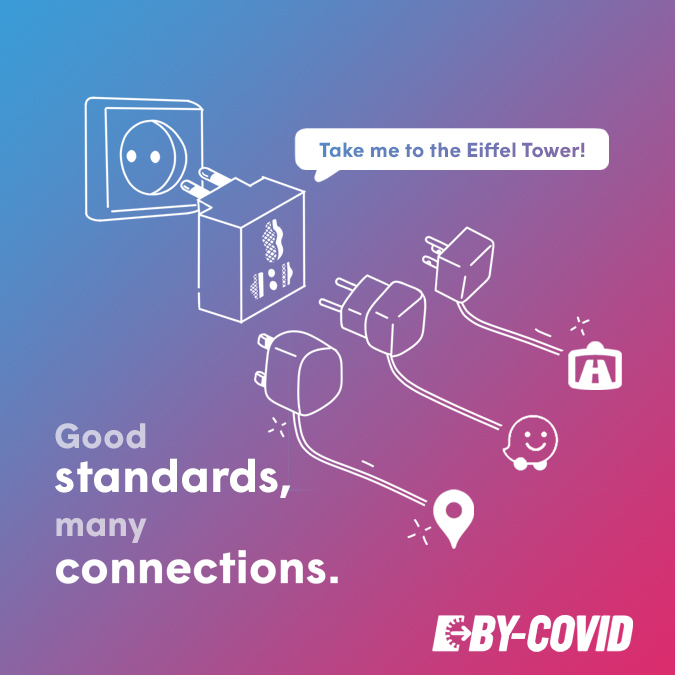 Take me to the Eiffel Tower!
Good
standards,
many
connections.
BY-COVID